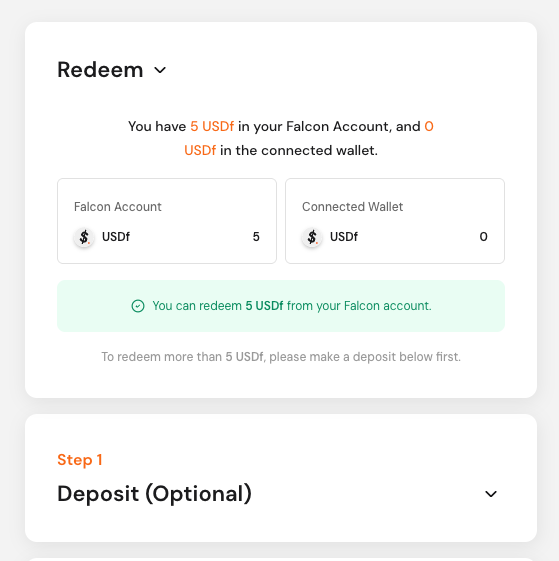 Redeem
You have 5 USDf in your Falcon Account, and 0
USDf in the connected wallet.
Falcon Account
USDf 5
Connected Wallet
USDf 0
You can redeem 5 USDf from your Falcon account.
To redeem more than 5 USDf, please make a deposit below first.
Step 1
Deposit (Optional)